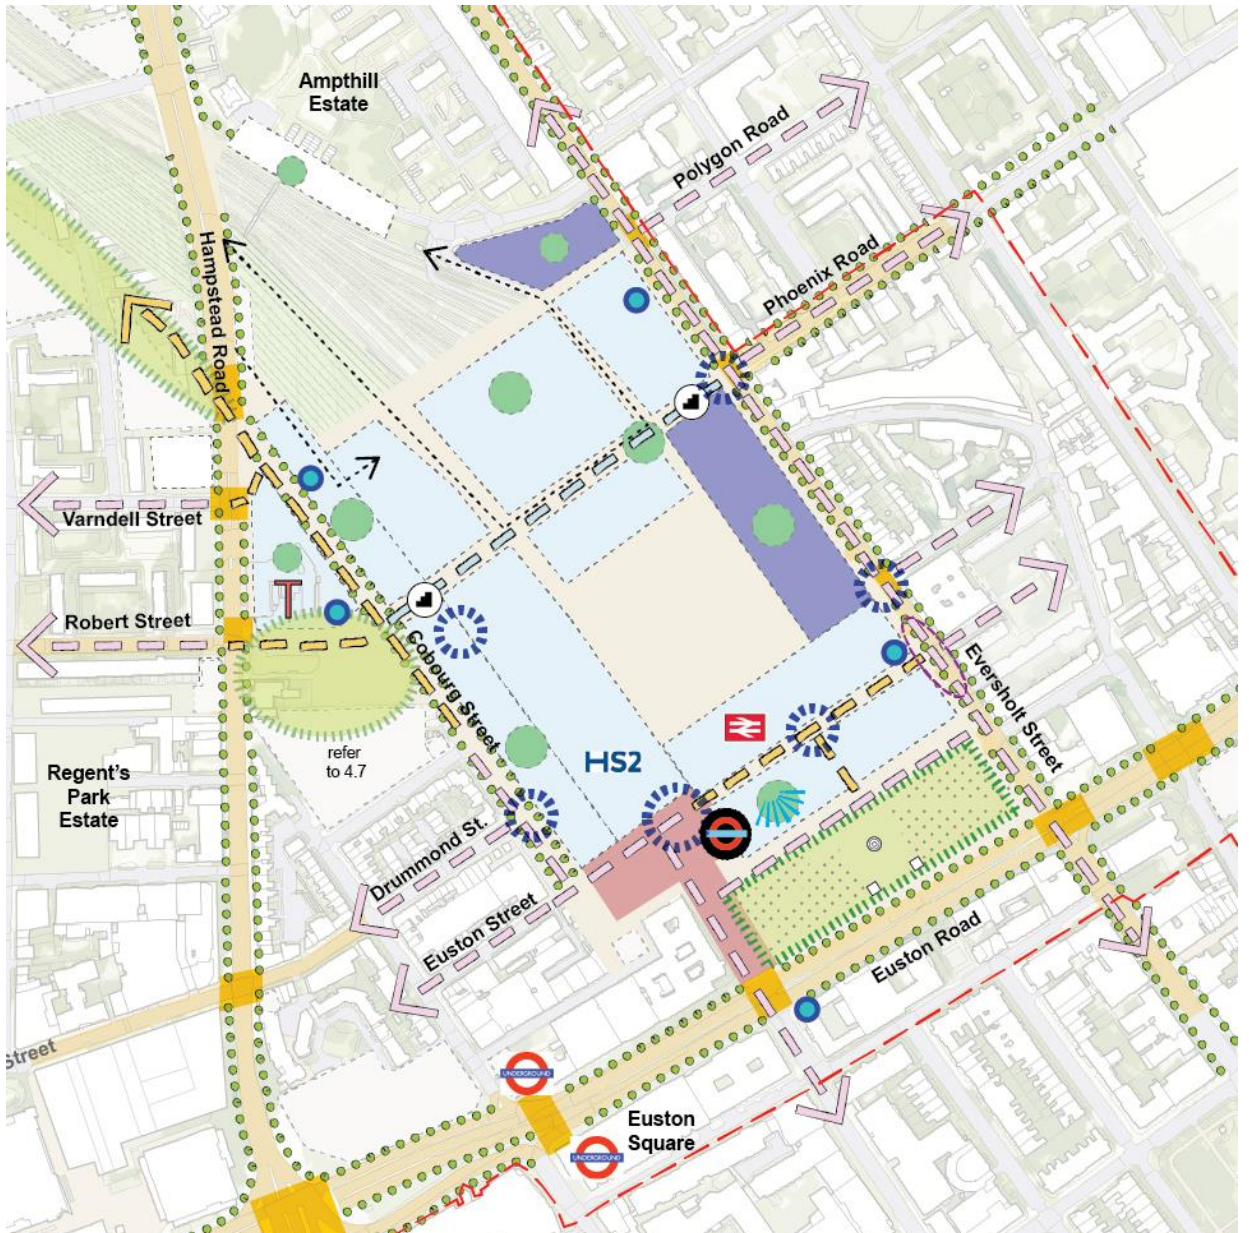 Ampthill
Estate
Polygon Road
Phoenix Road
Hampstead Road
Varndell Street
Robert Street
Cobourg Street
Eversholt Street
refer
to 4.7
HS2
Regent's
Park
Estate
Drummond St.
Euston Street
Euston Road
Street
UNDERGROUND
Euston
Square
UNDERGROUND
T